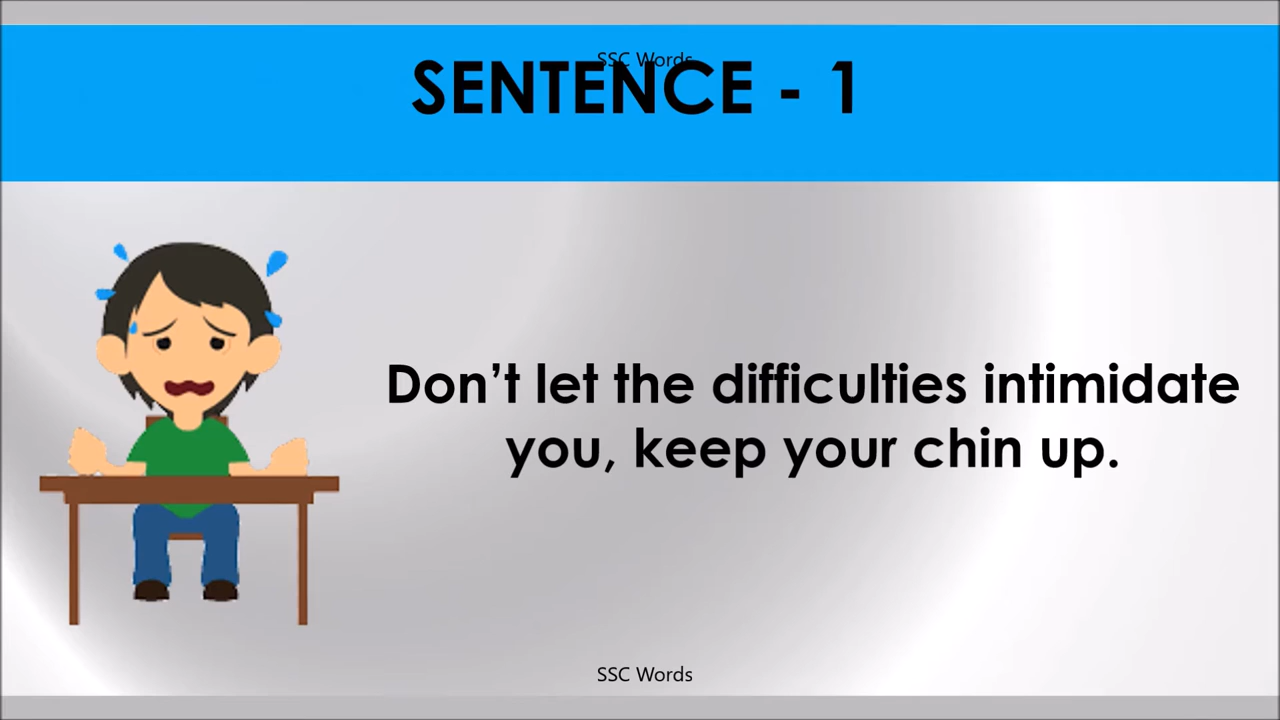 SSC Words
SENTENCE - 1
Don’t let the difficulties intimidate
you, keep your chin up.
SSC Words